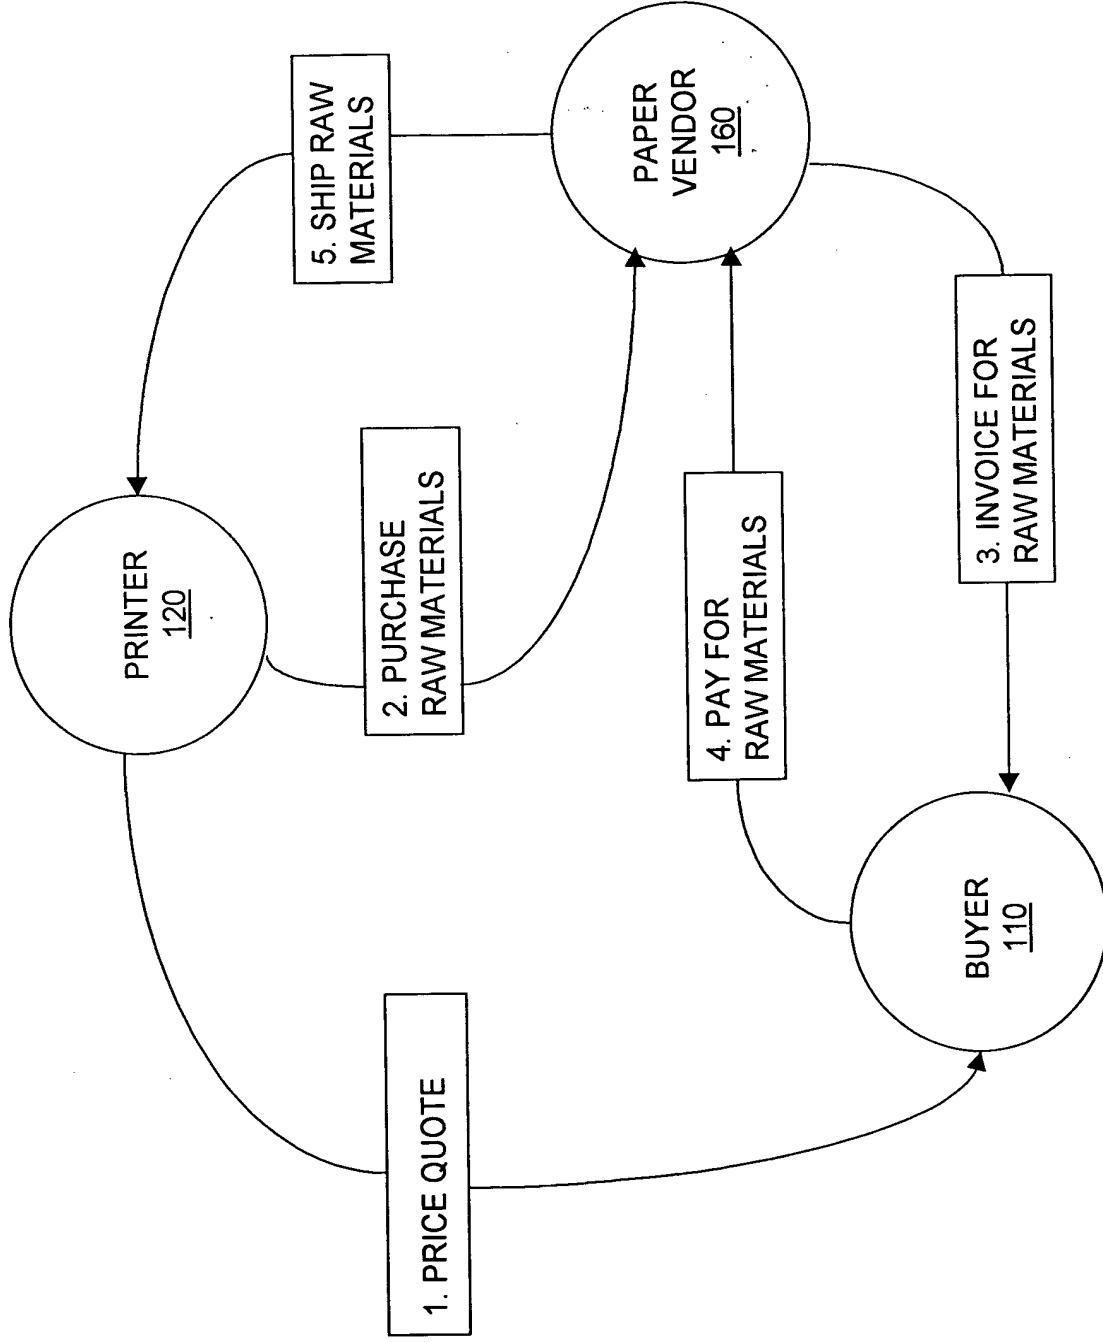 PRINTER
120
1. PRICE QUOTE
2. PURCHASE
RAW MATERIALS
5. SHIP RAW
MATERIALS
BUYER
110
4. PAY FOR
RAW MATERIALS
PAPER
VENDOR
160
3. INVOICE FOR
RAW MATERIALS